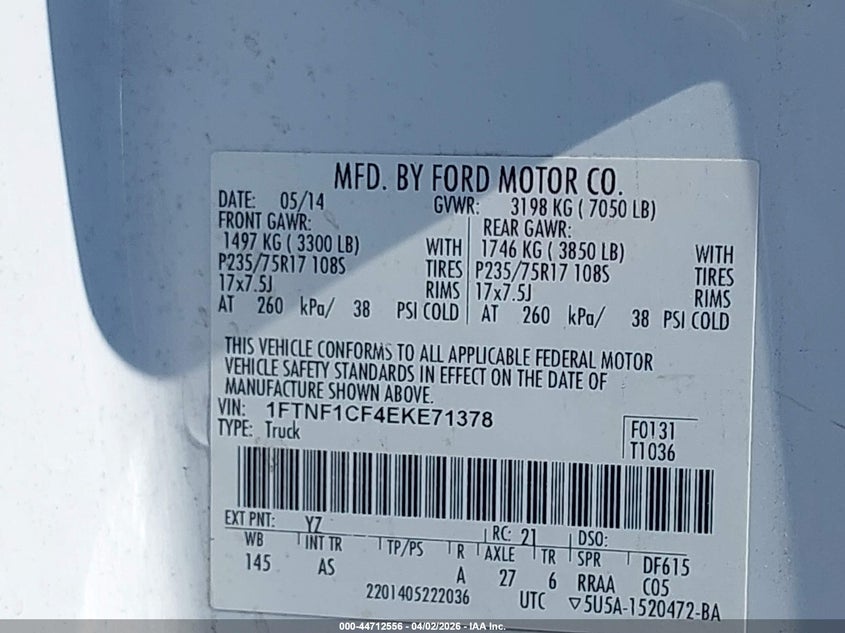 MFD. BY FORD MOTOR CO.
DATE: 05/14 GVWR: 3198 KG ( 7050 LB)
FRONT GAWR: REAR GAWR:
1497 KG ( 3300 LB) WITH 1746 KG ( 3850 LB) WITH
P235/75R17 108S TIRES P235/75R17 108S TIRES
17x7.5J RIMS 17x7.5J RIMS
AT 260 kPa/ 38 PSI COLD AT 260 kPa/ 38 PSI COLD
THIS VEHICLE CONFORMS TO ALL APPLICABLE FEDERAL MOTOR
VEHICLE SAFETY STANDARDS IN EFFECT ON THE DATE OF
MANUFACTURE SHOWN ABOVE.
VIN: 1FTNF1CF4EKE71378
TYPE: Truck
F0131
T1036
EXT PNT: YZ RC: 21 DSO:
WB INT TR TP/PS R AXLE TR SPR DF615
145 AS A 27 6 RRAA C05
2201405222036 UTC ▽5U5A-1520472-BA
000-44712556 - 04/02/2026 - IAA Inc.